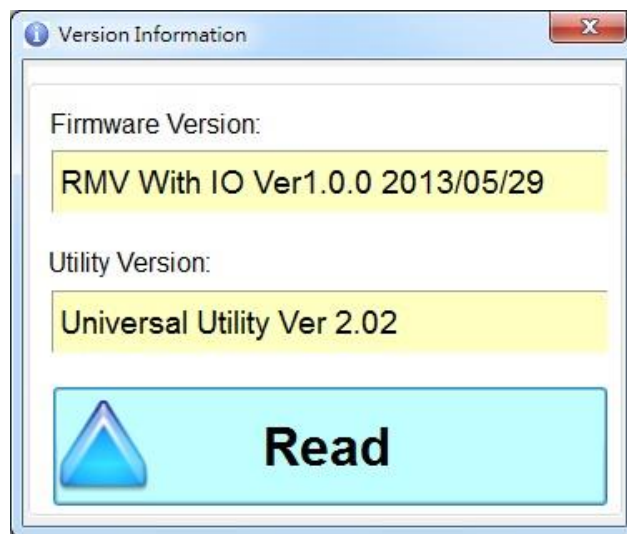 Version Information
Firmware Version:
RMV With IO Ver1.0.0 2013/05/29
Utility Version:
Universal Utility Ver 2.02
Read